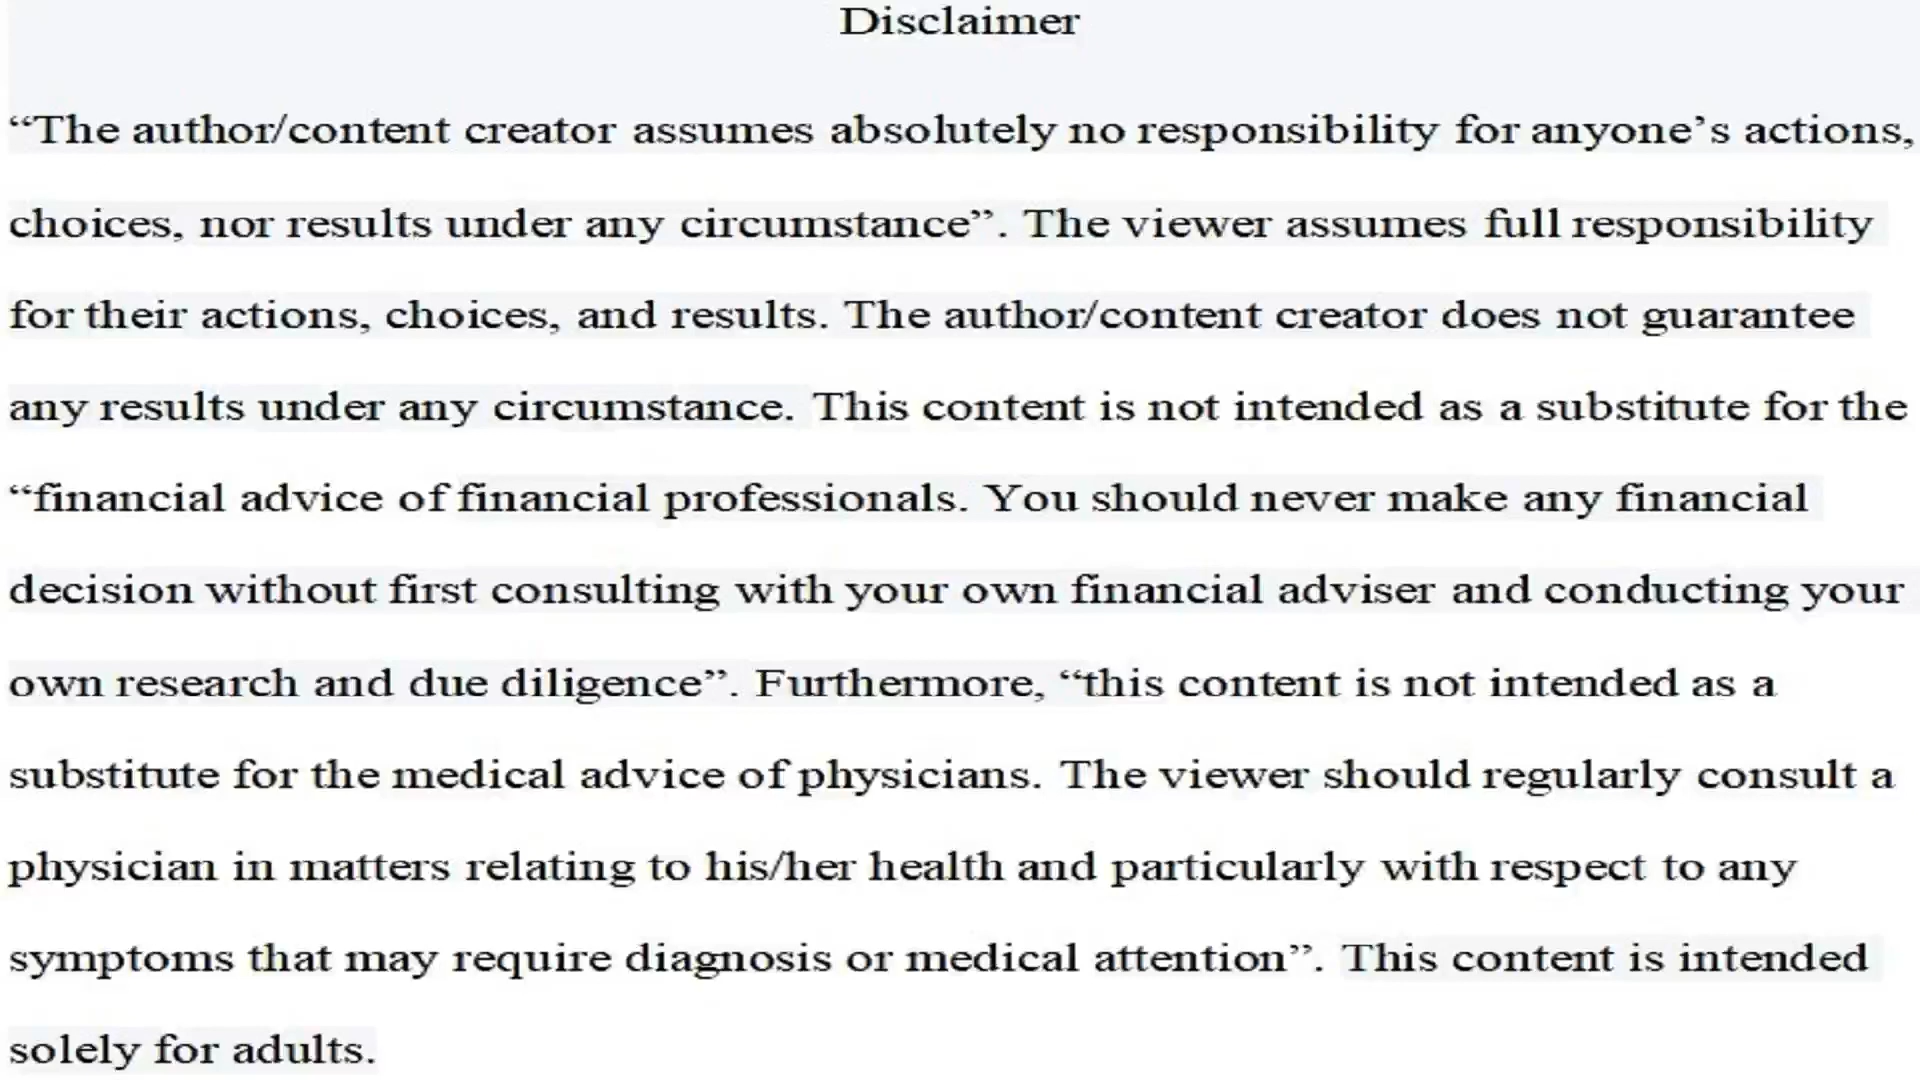 Disclaimer
“The author/content creator assumes absolutely no responsibility for anyone’s actions,
choices, nor results under any circumstance”. The viewer assumes full responsibility
for their actions, choices, and results. The author/content creator does not guarantee
any results under any circumstance. This content is not intended as a substitute for the
“financial advice of financial professionals. You should never make any financial
decision without first consulting with your own financial adviser and conducting your
own research and due diligence”. Furthermore, “this content is not intended as a
substitute for the medical advice of physicians. The viewer should regularly consult a
physician in matters relating to his/her health and particularly with respect to any
symptoms that may require diagnosis or medical attention”. This content is intended
solely for adults.